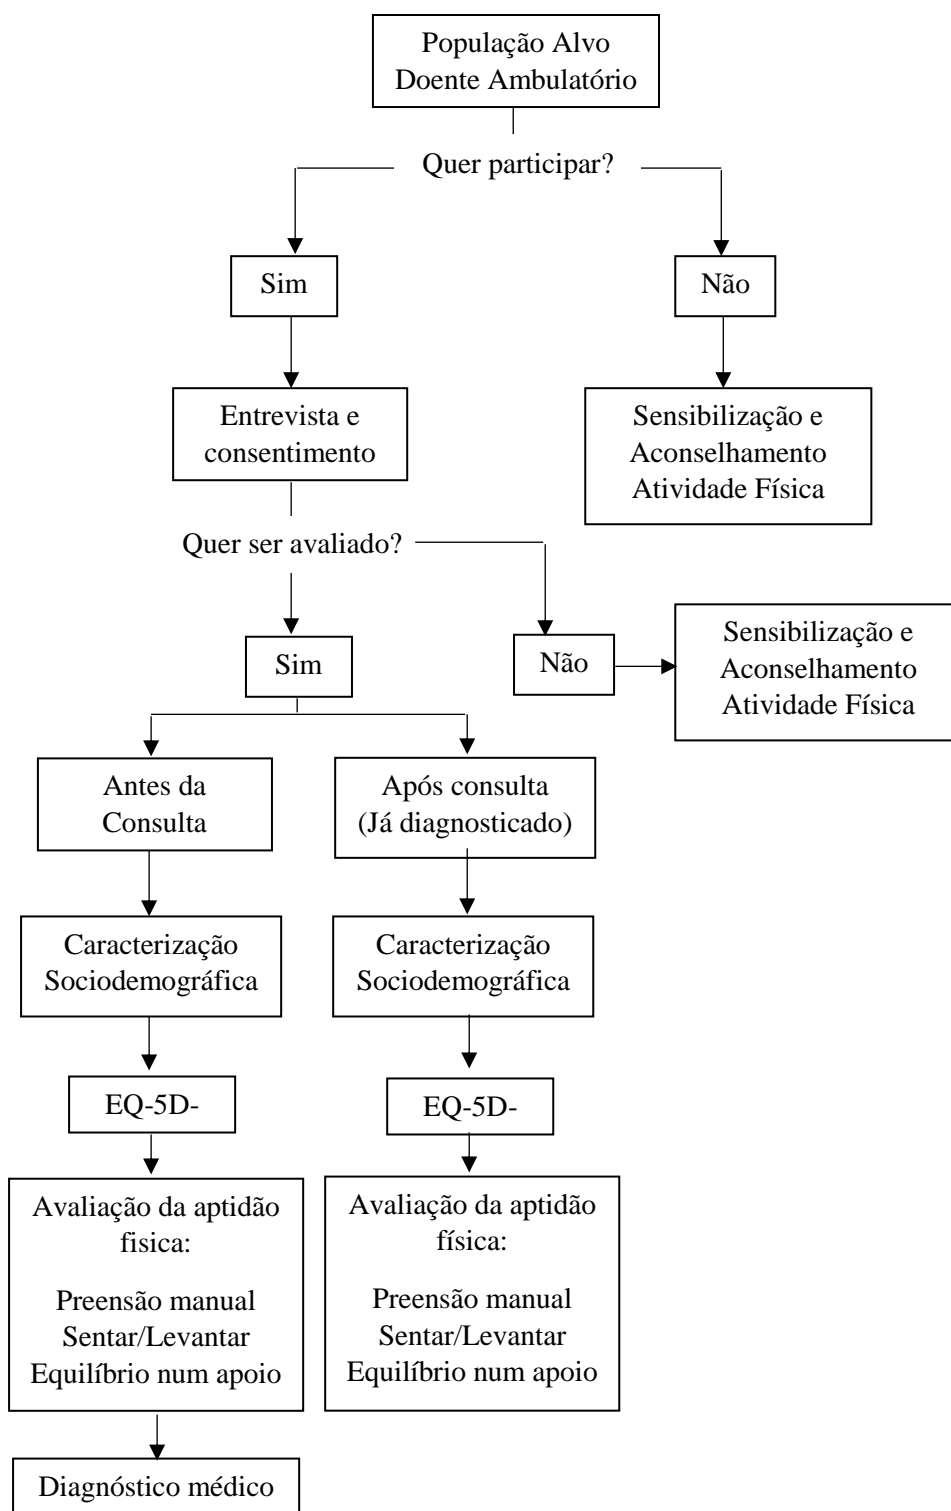 População Alvo
Doente Ambulatório
Quer participar?
Sim
Não
Entrevista e
consentimento
Sensibilização e
Aconselhamento
Atividade Física
Quer ser avaliado?
Sim
Não
Sensibilização e
Aconselhamento
Atividade Física
Antes da
Consulta
Após consulta
(Já diagnosticado)
Caracterização
Sociodemográfica
Caracterização
Sociodemográfica
EQ-5D-
EQ-5D-
Avaliação da aptidão
fisica:
Preensão manual
Sentar/Levantar
Equilíbrio num apoio
Avaliação da aptidão
física:
Preensão manual
Sentar/Levantar
Equilíbrio num apoio
Diagnóstico médico